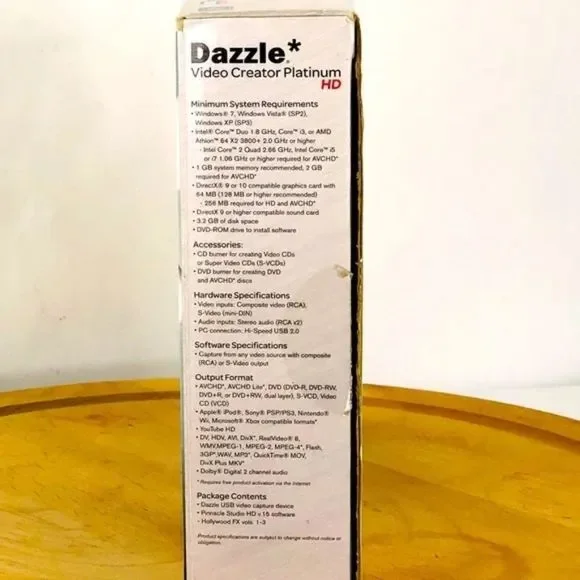 Dazzle.*
Video Creator Platinum
HD
Minimum System Requirements
• Windows® 7, Windows Vista® (SP2),
Windows XP (SP3)
• Intel® Core™ Duo 1.8 GHz, Core™ i3, or AMD
Athlon™ 64 X2 3800+ 2.0 GHz or higher
- Intel Core™ 2 Quad 2.66 GHz, Intel Core™ i5
or i7 1.06 GHz or higher required for AVCHD*
• 1 GB system memory recommended, 2 GB
required for AVCHD*
• DirectX® 9 or 10 compatible graphics card with
64 MB (128 MB or higher recommended)
- 256 MB required for HD and AVCHD*
• DirectX 9 or higher compatible sound card
• 3.2 GB of disk space
• DVD-ROM drive to install software
Accessories:
• CD burner for creating Video CDs
or Super Video CDs (S-VCDs)
• DVD burner for creating DVD
and AVCHD* discs
Hardware Specifications
• Video inputs: Composite video (RCA),
S-Video (mini-DIN)
• Audio inputs: Stereo audio (RCA x2)
• PC connection: Hi-Speed USB 2.0
Software Specifications
• Capture from any video source with composite
(RCA) or S-Video output
Output Format
• AVCHD*, AVCHD Lite*, DVD (DVD-R, DVD-RW,
DVD+R, or DVD+RW, dual layer), S-VCD, Video
CD (VCD)
• Apple® iPod®, Sony® PSP/PS3, Nintendo®
Wii, Microsoft® Xbox compatible formats*
• YouTube HD
• DV, HDV, AVI, DivX*, RealVideo® 8,
WMV,MPEG-1, MPEG-2, MPEG-4*, Flash,
3GP*,WAV, MP3*, QuickTime® MOV,
DivX Plus MKV*
• Dolby® Digital 2 channel audio
* Requires free product activation via the internet
Package Contents
- Dazzle USB video capture device
- Pinnacle Studio HD v.15 software
- Hollywood FX vols. 1-3
Product specifications are subject to change without notice or
obligation.